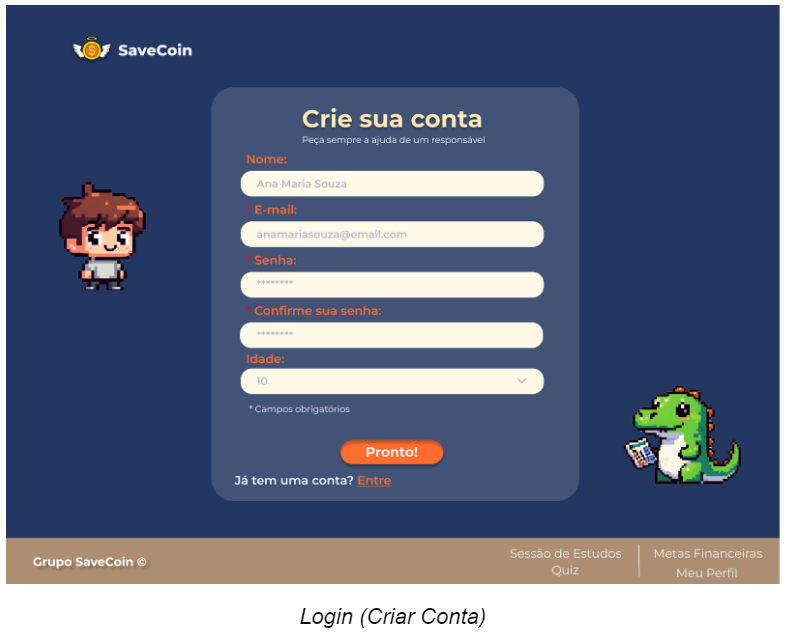 SaveCoin
Crie sua conta
Peça sempre a ajuda de um responsável
Nome:
Ana Maria Souza
* E-mail:
anamariasouza@email.com
* Senha:
********
* Confirme sua senha:
********
Idade:
10
* Campos obrigatórios
Pronto!
Já tem uma conta? Entre
Grupo SaveCoin ©
Sessão de Estudos
Quiz
Metas Financeiras
Meu Perfil
Login (Criar Conta)